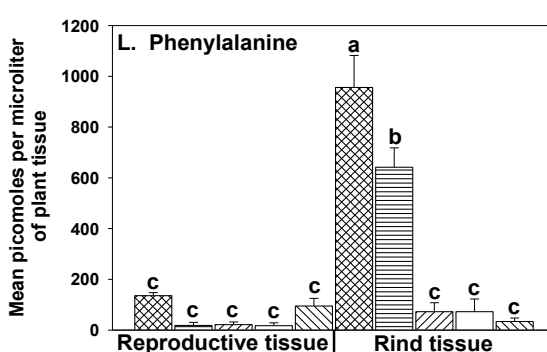 L. Phenylalanine
Mean picomoles per microliter
of plant tissue
1200
1000
800
600
400
200
0
c
c
c
c
c
a
b
c
c
c
Reproductive tissue
Rind tissue